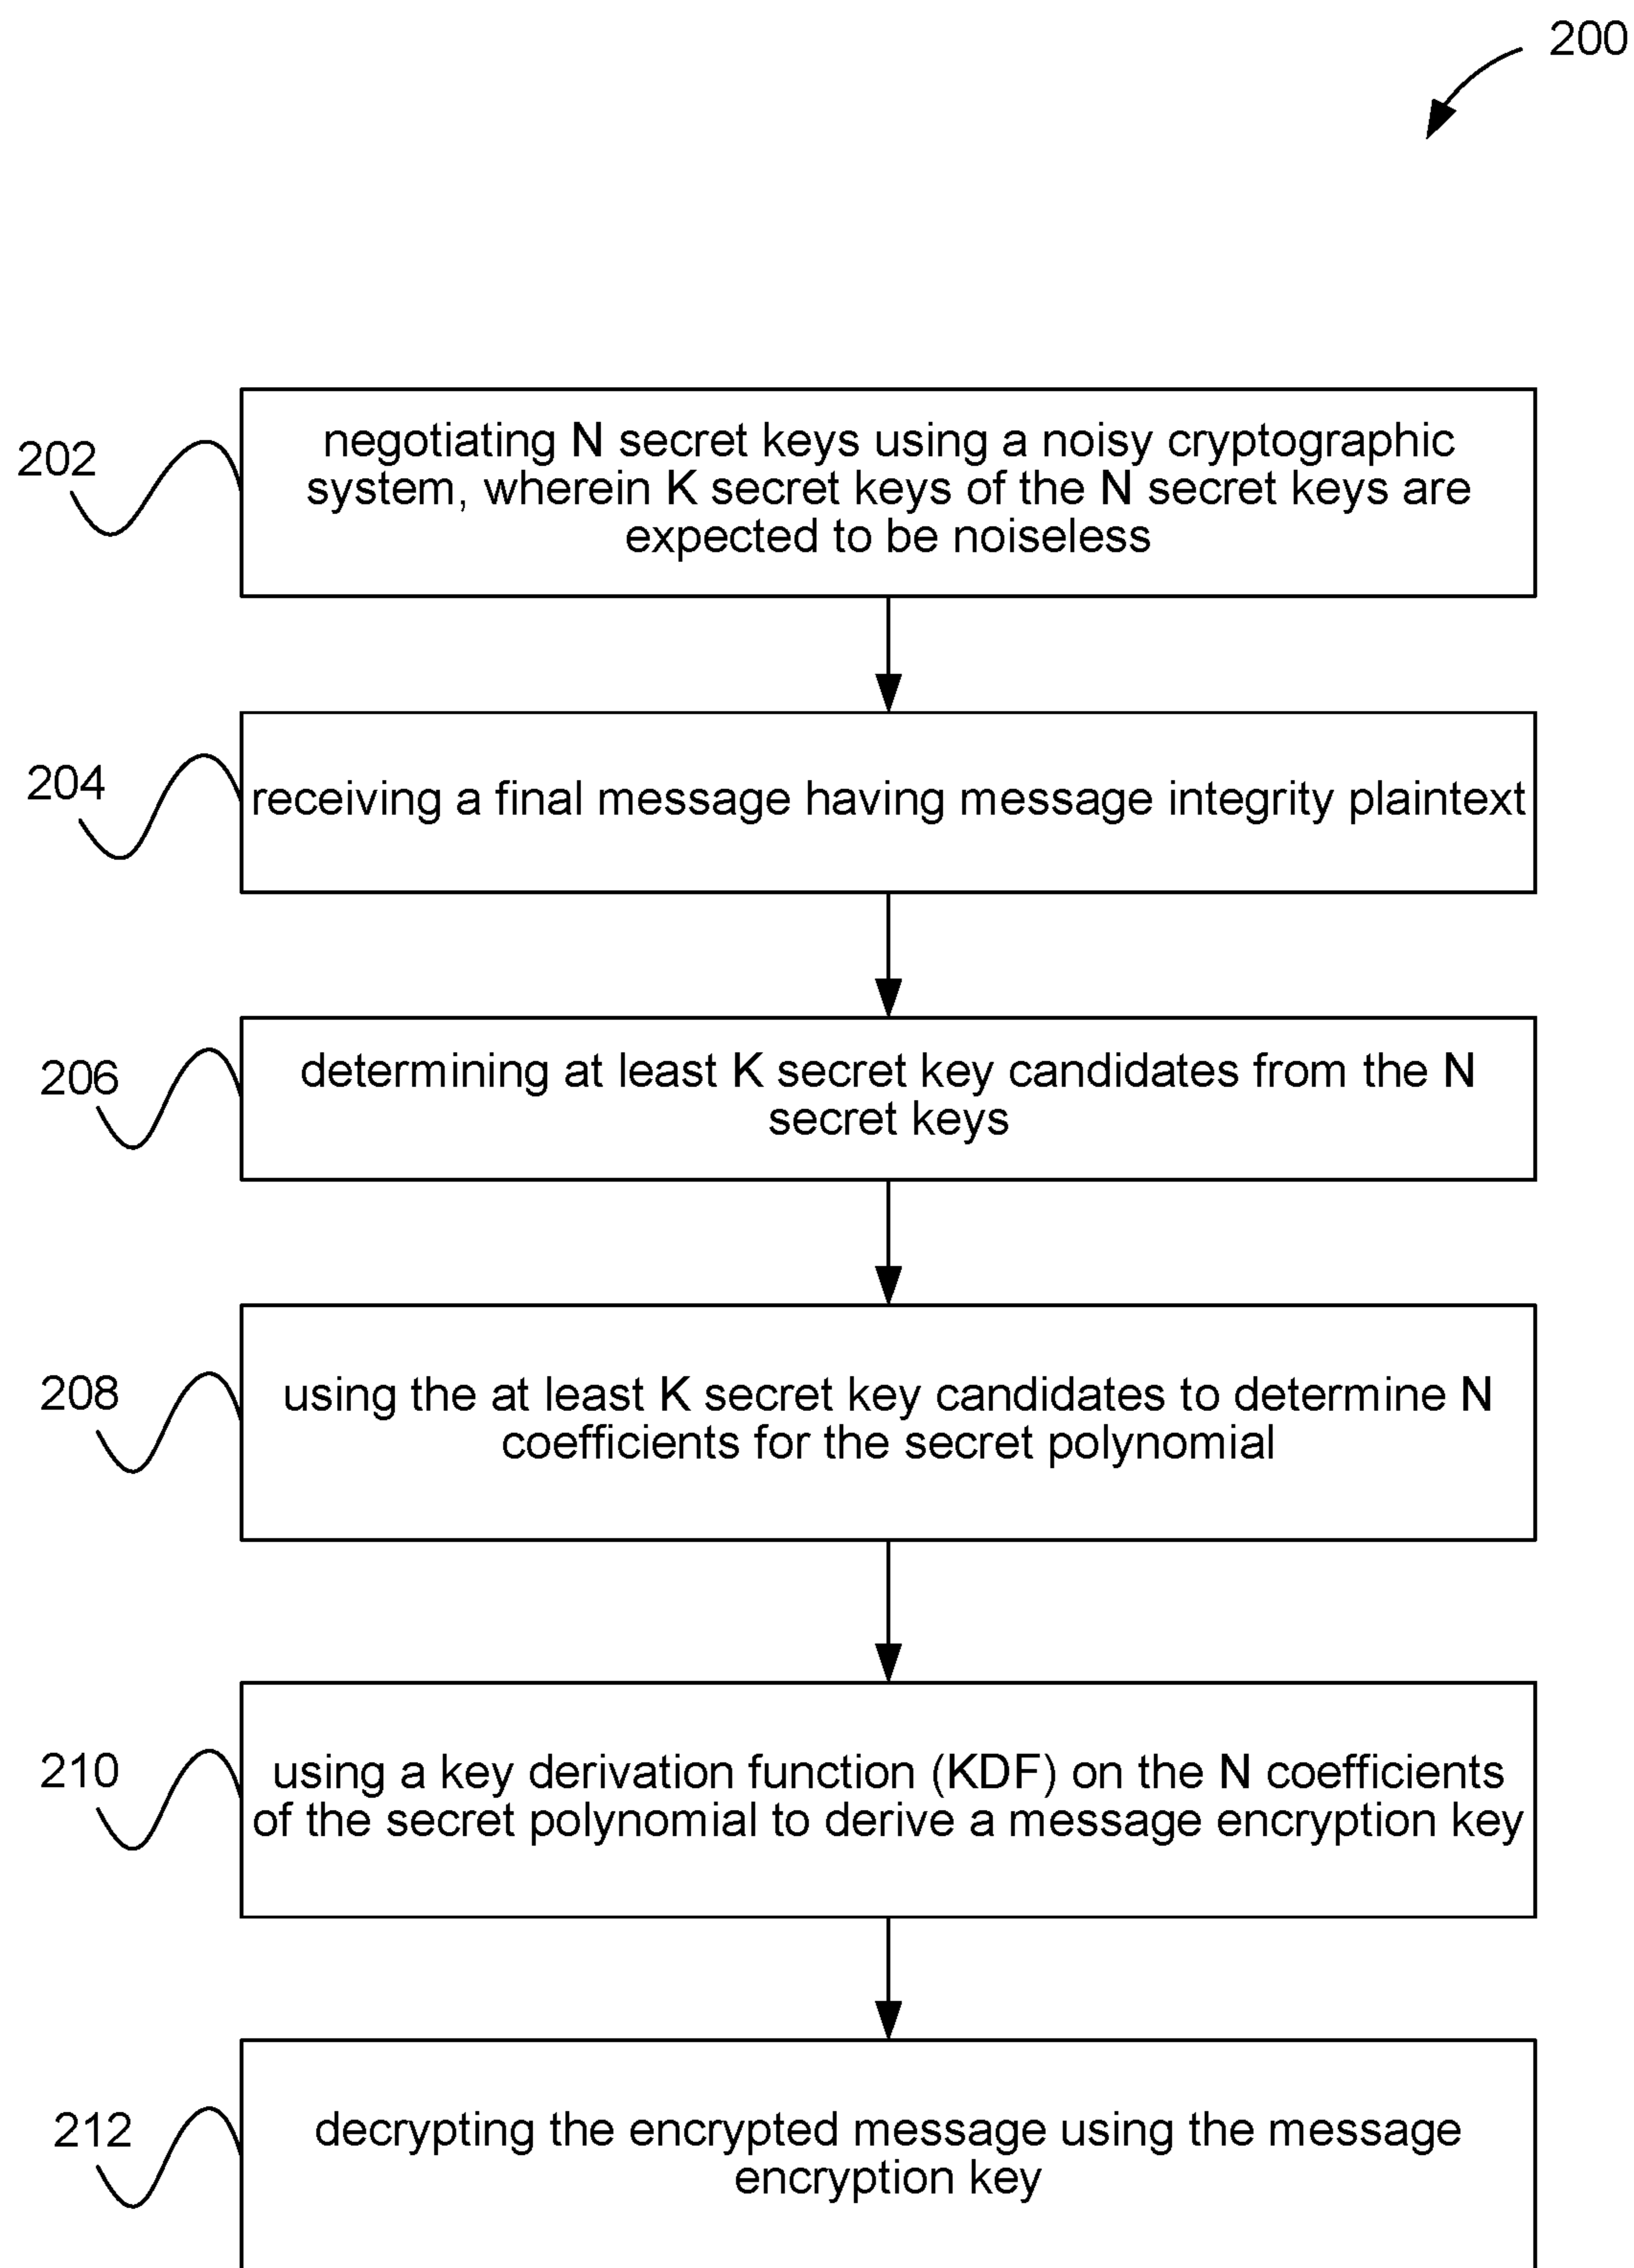 200
202
negotiating N secret keys using a noisy cryptographic
system, wherein K secret keys of the N secret keys are
expected to be noiseless
204
receiving a final message having message integrity plaintext
206
determining at least K secret key candidates from the N
secret keys
208
using the at least K secret key candidates to determine N
coefficients for the secret polynomial
210
using a key derivation function (KDF) on the N coefficients
of the secret polynomial to derive a message encryption key
212
decrypting the encrypted message using the message
encryption key